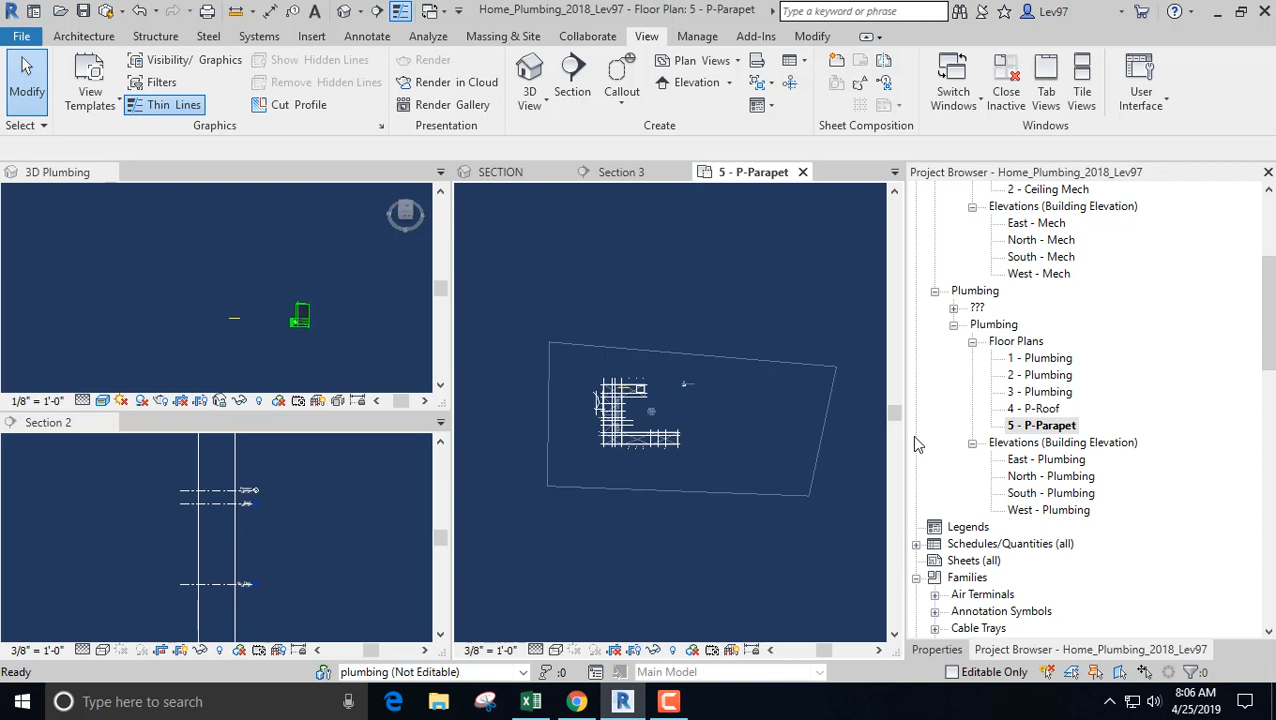 Home_Plumbing_2018_Lev97 - Floor Plan: 5 - P-Parapet
Type a keyword or phrase
Lev97
File Architecture Structure Steel Systems Insert Annotate Analyze Massing & Site Collaborate View Manage Add-Ins Modify
Modify
View Templates
Visibility/ Graphics
Filters
Thin Lines
Show Hidden Lines
Remove Hidden Lines
Cut Profile
Render
Render in Cloud
Render Gallery
3D View
Section
Callout
Plan Views
Elevation
Switch Windows
Close Inactive
Tab Views
Tile Views
User Interface
Select Graphics Presentation Create Sheet Composition Windows
3D Plumbing
SECTION
Section 3
5 - P-Parapet
Project Browser - Home_Plumbing_2018_Lev97
2 - Ceiling Mech
Elevations (Building Elevation)
East - Mech
North - Mech
South - Mech
West - Mech
Plumbing
???
Plumbing
Floor Plans
1 - Plumbing
2 - Plumbing
3 - Plumbing
4 - P-Roof
5 - P-Parapet
Elevations (Building Elevation)
East - Plumbing
North - Plumbing
South - Plumbing
West - Plumbing
Legends
Schedules/Quantities (all)
Sheets (all)
Families
Air Terminals
Annotation Symbols
Cable Trays
1/8" = 1'-0"
Section 2
3/8" = 1'-0"
3/8" = 1'-0"
Properties
Project Browser - Home_Plumbing_2018_Lev97
Ready
plumbing (Not Editable)
:0
Main Model
Editable Only
:0
Type here to search
8:06 AM
4/25/2019